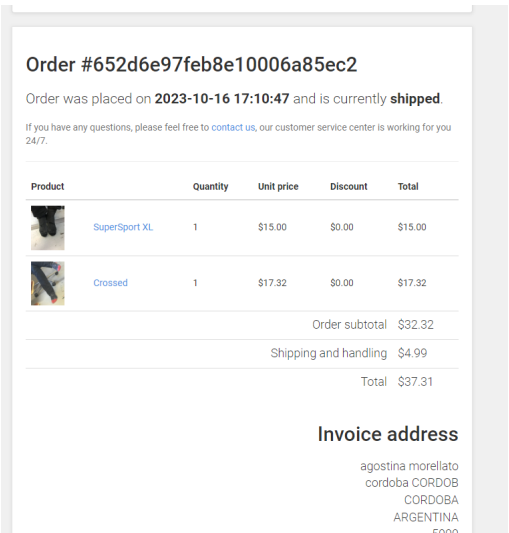 Order #652d6e97feb8e10006a85ec2
Order was placed on 2023-10-16 17:10:47 and is currently shipped.
If you have any questions, please feel free to contact us, our customer service center is working for you
24/7.
Product Quantity Unit price Discount Total
SuperSport XL 1 $15.00 $0.00 $15.00
Crossed 1 $17.32 $0.00 $17.32
Order subtotal $32.32
Shipping and handling $4.99
Total $37.31
Invoice address
agostina morellato
cordoba CORDOB
CORDOBA
ARGENTINA